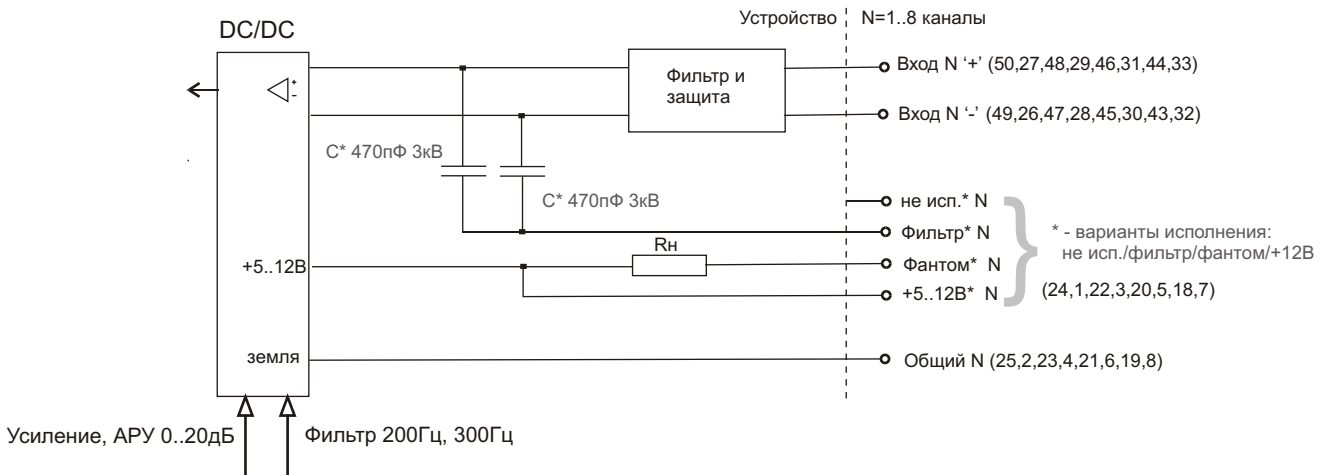 Устройство
N=1..8 каналы
DC/DC
+
-
Фильтр и
защита
Вход N ‘+’ (50,27,48,29,46,31,44,33)
Вход N ‘-’ (49,26,47,28,45,30,43,32)
С* 470пФ 3кВ
С* 470пФ 3кВ
не исп.* N
Фильтр* N
* - варианты исполнения:
не исп./фильтр/фантом/+12В
Rн
+5..12В
Фантом* N
+5..12В* N
(24,1,22,3,20,5,18,7)
земля
Общий N (25,2,23,4,21,6,19,8)
Усиление, АРУ 0..20дБ
Фильтр 200Гц, 300Гц